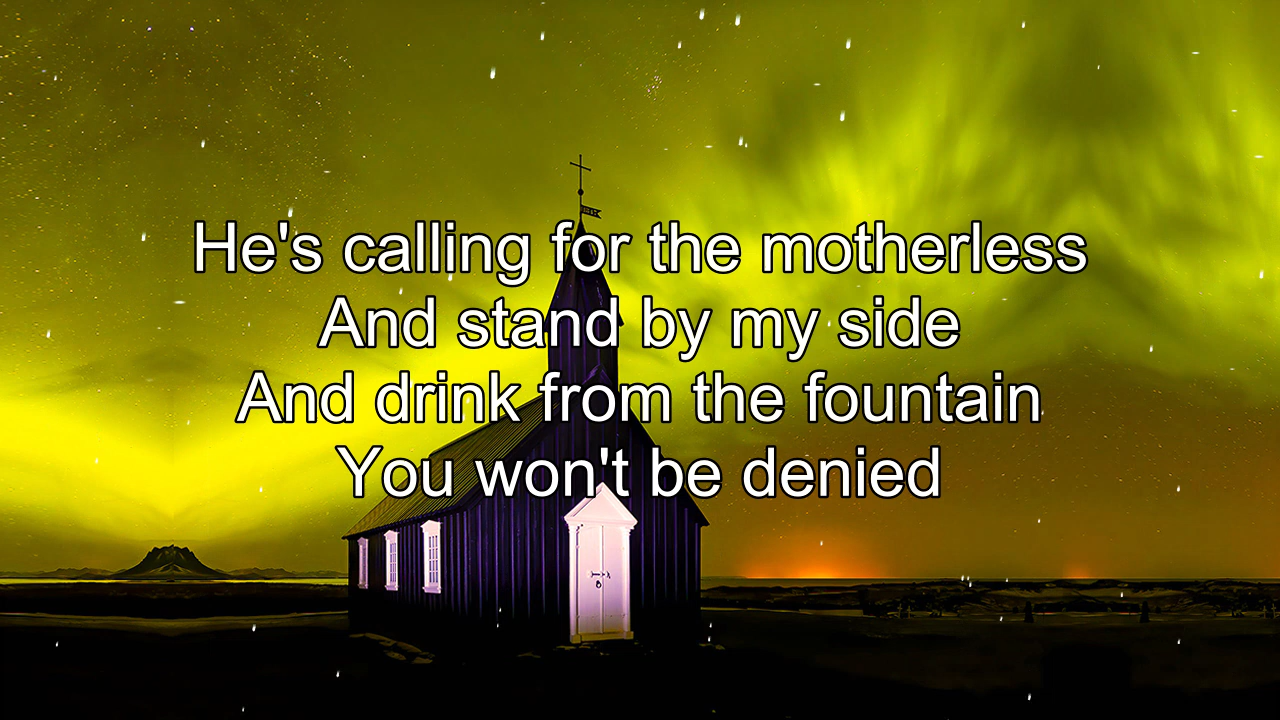 He's calling for the motherless
And stand by my side
And drink from the fountain
You won't be denied